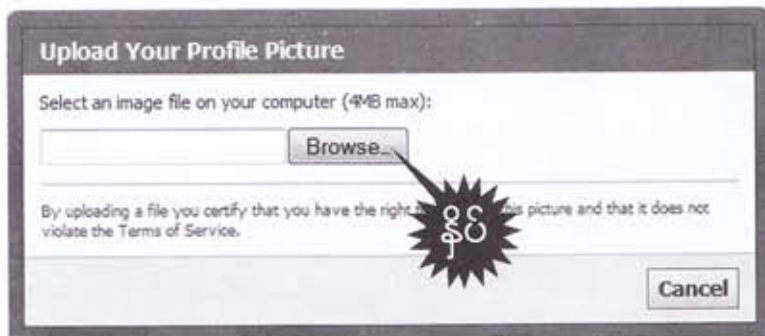 Upload Your Profile Picture
Select an image file on your computer (4MB max):
Browse...
By uploading a file you certify that you have the right his picture and that it does not
violate the Terms of Service.
နှိပ်
Cancel